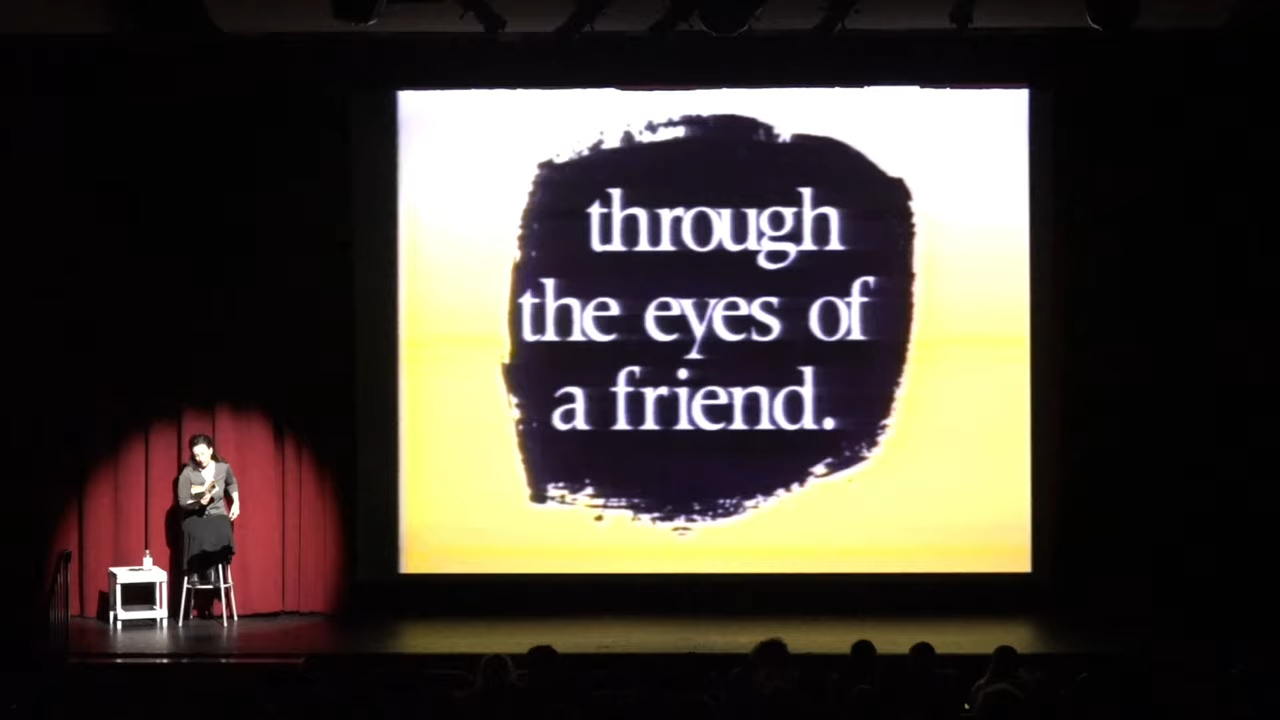 through
the eyes of
a friend.